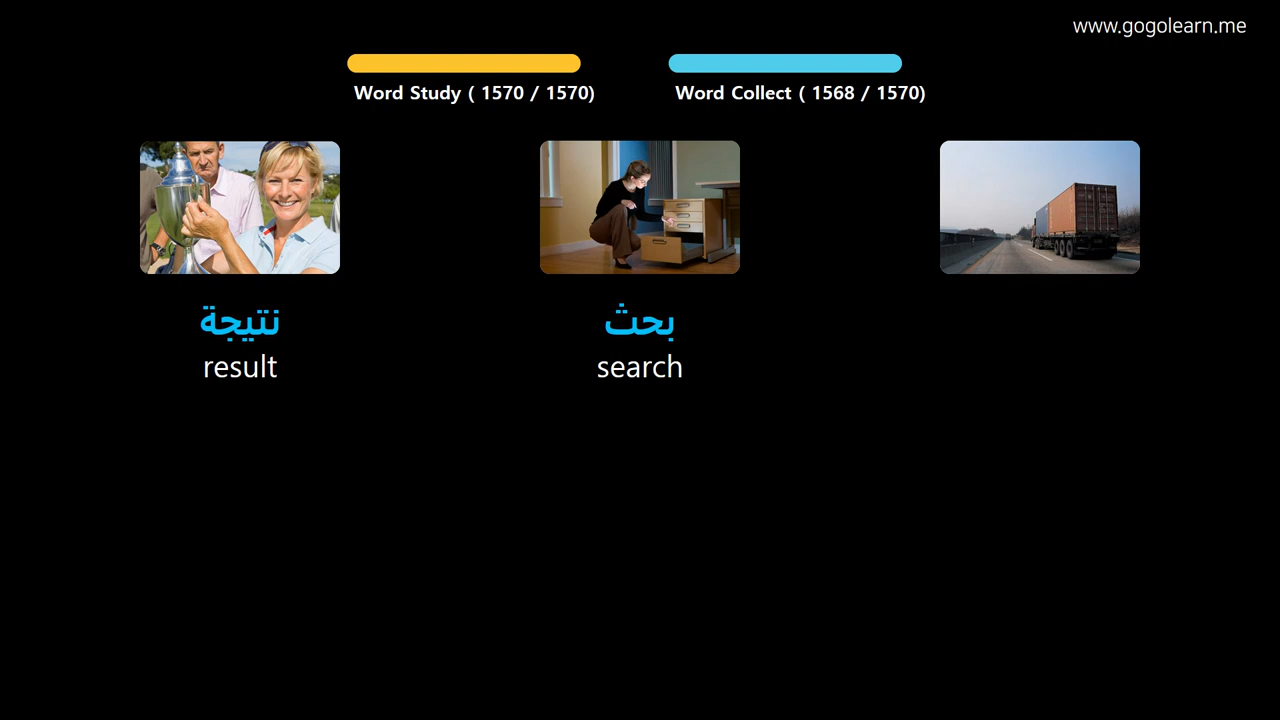 www.gogolearn.me
Word Study ( 1570 / 1570)
Word Collect ( 1568 / 1570)
نتيجة
result
بحث
search